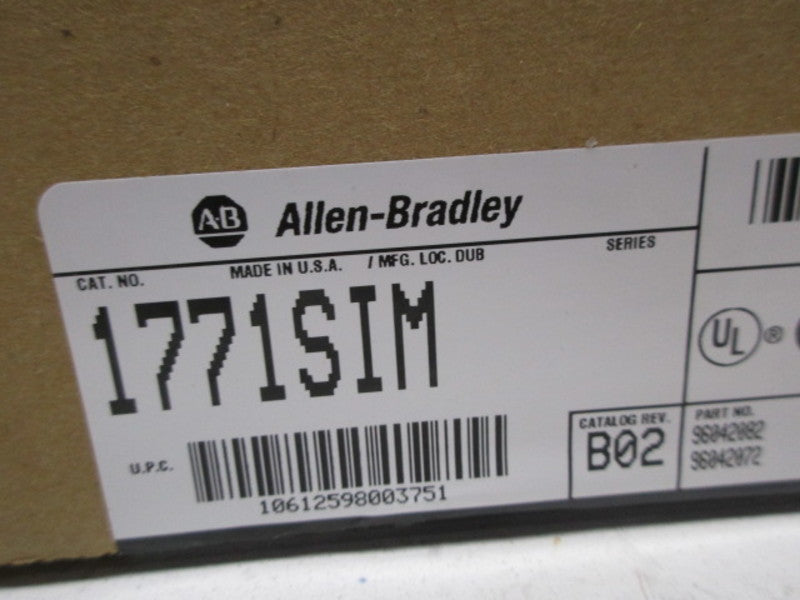 A-B Allen-Bradley
CAT. NO. MADE IN U.S.A. / MFG. LOC. DUB SERIES
1771SIM
UL ®
U.P.C.
10612598003751
CATALOG REV.
B02
PART NO.
96042082
96042072